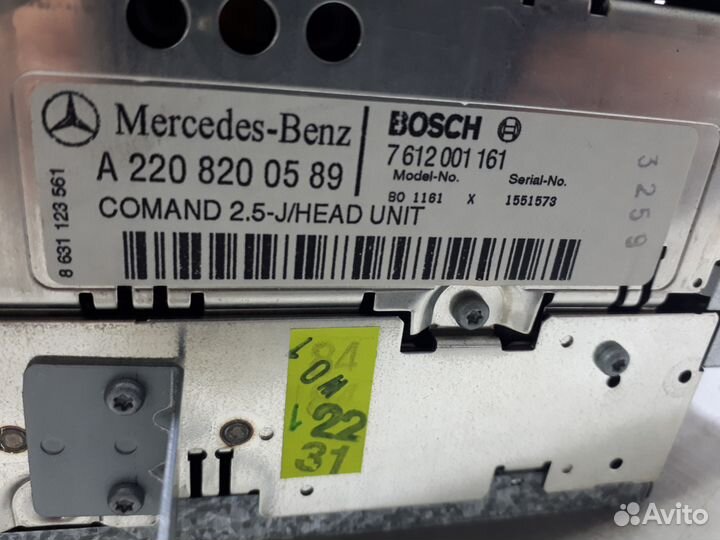 Mercedes-Benz
A 220 820 05 89
COMAND 2.5-J/HEAD UNIT
8 631 123 561
BOSCH
7 612 001 161
Model-No. Serial-No.
BO 1161 X 1551573
3259
22
31
Avito